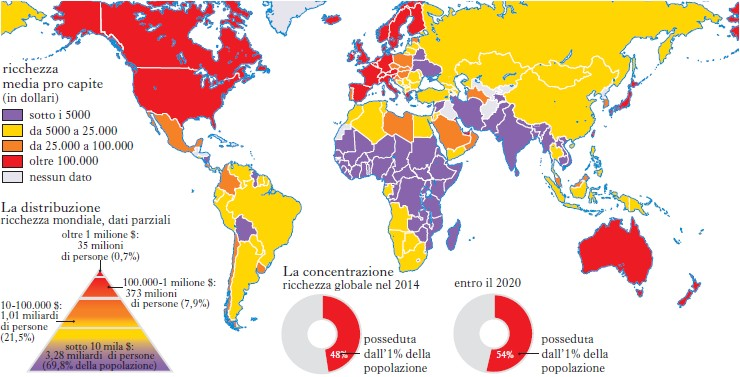 ricchezza
media pro capite
(in dollari)
sotto i 5000
da 5000 a 25.000
da 25.000 a 100.000
oltre 100.000
nessun dato
La distribuzione
ricchezza mondiale, dati parziali
oltre 1 milione $:
35 milioni
di persone (0,7%)
100.000-1 milione $:
373 milioni
di persone (7,9%)
10-100.000 $:
1,01 miliardi
di persone
(21,5%)
sotto 10 mila $:
3,28 miliardi di persone
(69,8% della popolazione)
La concentrazione
ricchezza globale nel 2014
48%
posseduta
dall'1% della
popolazione
entro il 2020
54%
posseduta
dall'1% della
popolazione